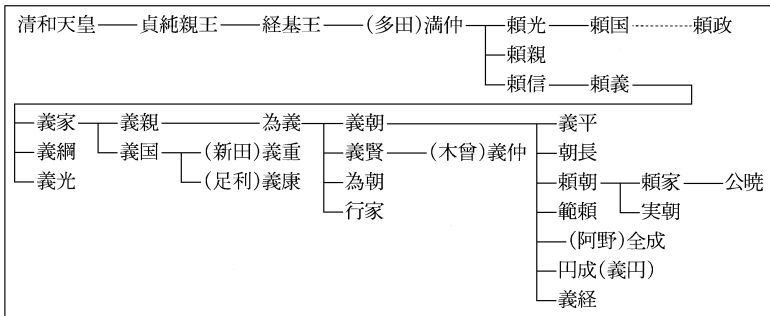 清和天皇 貞純親王 経基王 (多田)満仲 頼光 頼国 頼政
頼親
頼信 頼義
義家 義親 為義 義朝 義平
義綱 義国 (新田)義重 義賢 (木曾)義仲 朝長
義光 (足利)義康 為朝 頼朝 頼家 公暁
行家 範頼 実朝
(阿野)全成
円成(義円)
義経